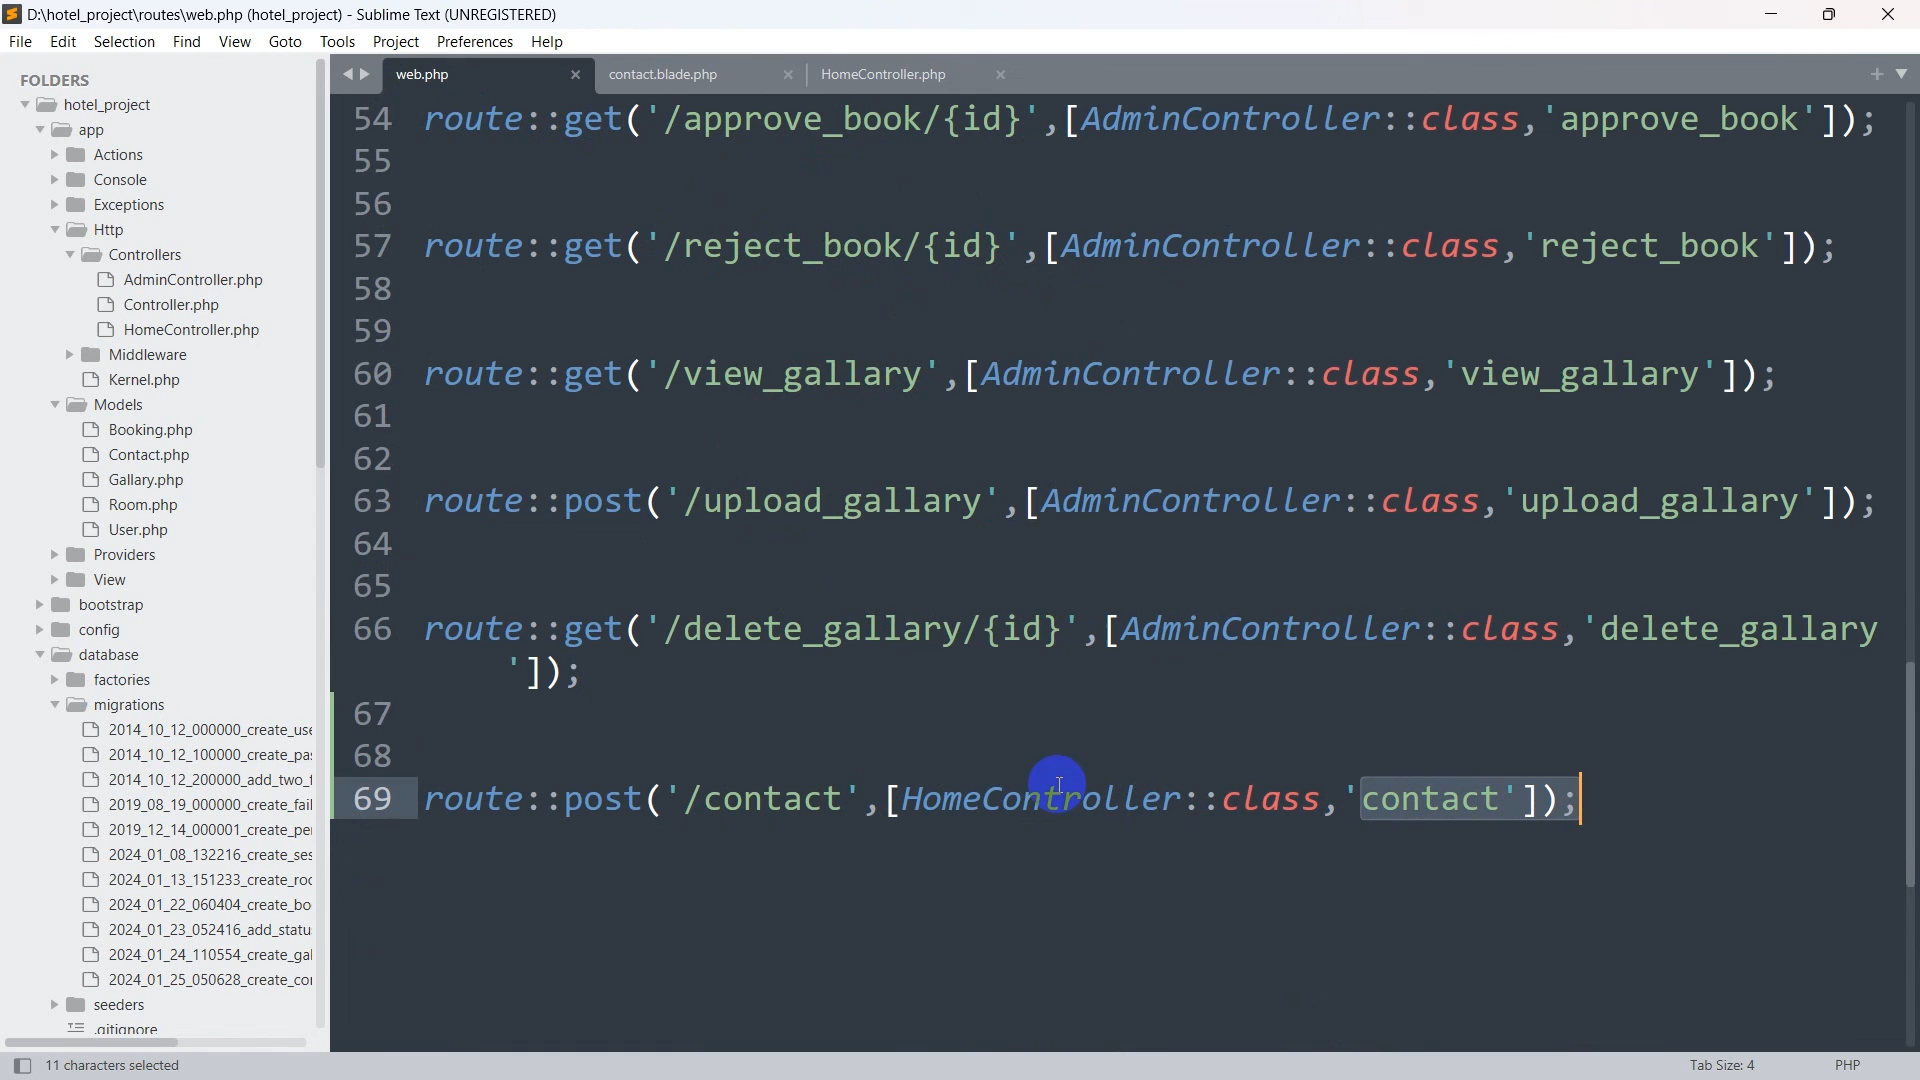 D:\hotel_project\routes\web.php (hotel_project) - Sublime Text (UNREGISTERED)
File Edit Selection Find View Goto Tools Project Preferences Help
FOLDERS
hotel_project
app
Actions
Console
Exceptions
Http
Controllers
AdminController.php
Controller.php
HomeController.php
Middleware
Kernel.php
Models
Booking.php
Contact.php
Gallary.php
Room.php
User.php
Providers
View
bootstrap
config
database
factories
migrations
2014_10_12_000000_create_use
2014_10_12_100000_create_pa
2014_10_12_200000_add_two_
2019_08_19_000000_create_fail
2019_12_14_000001_create_per
2024_01_08_132216_create_ses
2024_01_13_151233_create_roo
2024_01_22_060404_create_bo
2024_01_23_052416_add_statu
2024_01_24_110554_create_gal
2024_01_25_050628_create_co
seeders
.gitignore
web.php contact.blade.php HomeController.php
54 route::get('/approve_book/{id}',[AdminController::class,'approve_book']);
55
56
57 route::get('/reject_book/{id}',[AdminController::class,'reject_book']);
58
59
60 route::get('/view_gallary',[AdminController::class,'view_gallary']);
61
62
63 route::post('/upload_gallary',[AdminController::class,'upload_gallary']);
64
65
66 route::get('/delete_gallary/{id}',[AdminController::class,'delete_gallary
']);
67
68
69 route::post('/contact',[HomeController::class,'contact']);
11 characters selected Tab Size: 4 PHP